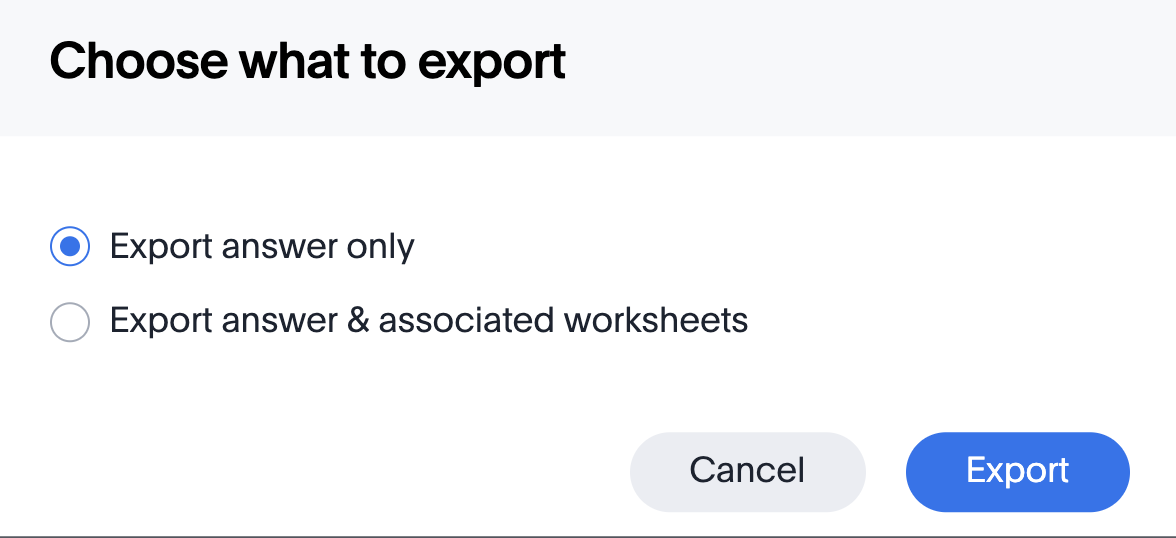 Choose what to export
Export answer only
Export answer & associated worksheets
Cancel
Export